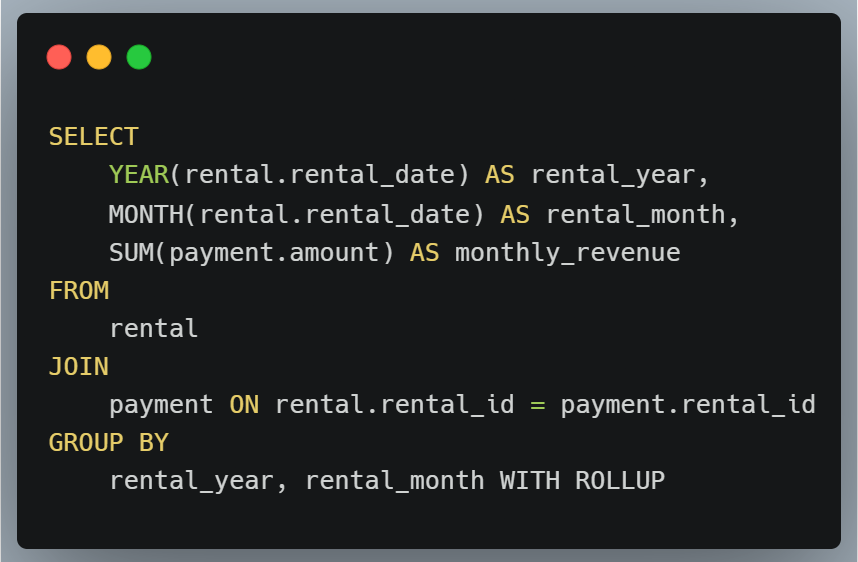 SELECT
    YEAR(rental.rental_date) AS rental_year,
    MONTH(rental.rental_date) AS rental_month,
    SUM(payment.amount) AS monthly_revenue
FROM
    rental
JOIN
    payment ON rental.rental_id = payment.rental_id
GROUP BY
    rental_year, rental_month WITH ROLLUP